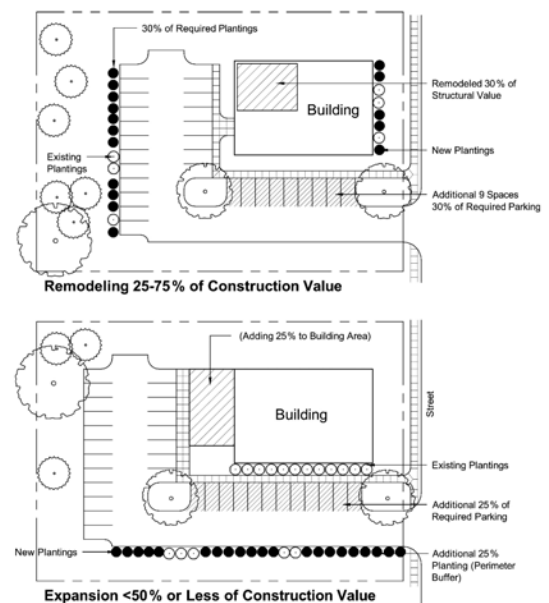 30% of Required Plantings
Remodeled 30% of
Structural Value
Building
Existing
Plantings
New Plantings
Additional 9 Spaces
30% of Required Parking
Remodeling 25-75% of Construction Value
(Adding 25% to Building Area)
Building
Street
Existing Plantings
Additional 25% of
Required Parking
New Plantings
Additional 25%
Planting (Perimeter
Buffer)
Expansion <50% or Less of Construction Value